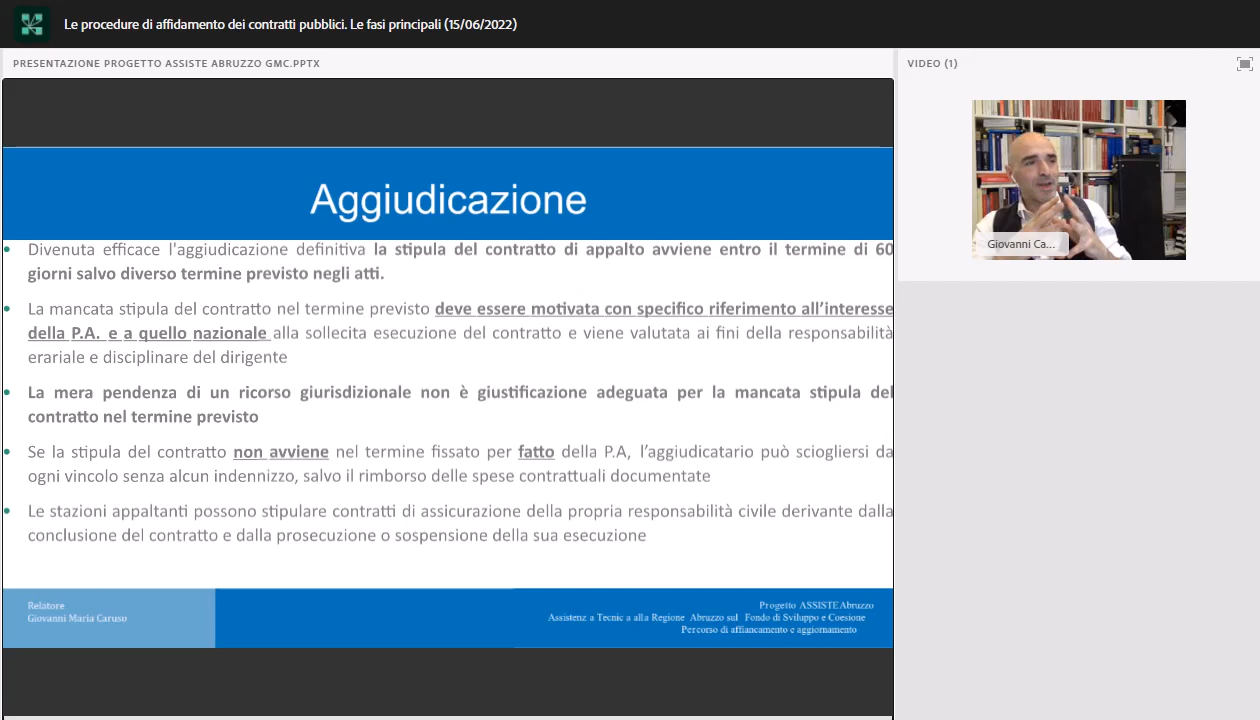 Le procedure di affidamento dei contratti pubblici. Le fasi principali (15/06/2022)
PRESENTAZIONE PROGETTO ASSISTE ABRUZZO GMC.PPTX
VIDEO (1)
Giovanni Ca...
Aggiudicazione
Divenuta efficace l'aggiudicazione definitiva la stipula del contratto di appalto avviene entro il termine di 60
giorni salvo diverso termine previsto negli atti.
La mancata stipula del contratto nel termine previsto deve essere motivata con specifico riferimento all’interesse
della P.A. e a quello nazionale alla sollecita esecuzione del contratto e viene valutata ai fini della responsabilità
erariale e disciplinare del dirigente
La mera pendenza di un ricorso giurisdizionale non è giustificazione adeguata per la mancata stipula del
contratto nel termine previsto
Se la stipula del contratto non avviene nel termine fissato per fatto della P.A, l’aggiudicatario può sciogliersi da
ogni vincolo senza alcun indennizzo, salvo il rimborso delle spese contrattuali documentate
Le stazioni appaltanti possono stipulare contratti di assicurazione della propria responsabilità civile derivante dalla
conclusione del contratto e dalla prosecuzione o sospensione della sua esecuzione
Relatore
Giovanni Maria Caruso
Progetto ASSISTE Abruzzo
Assistenz a Tecnic a alla Regione Abruzzo sul Fondo di Sviluppo e Coesione
Percorso di affiancamento e aggiornamento